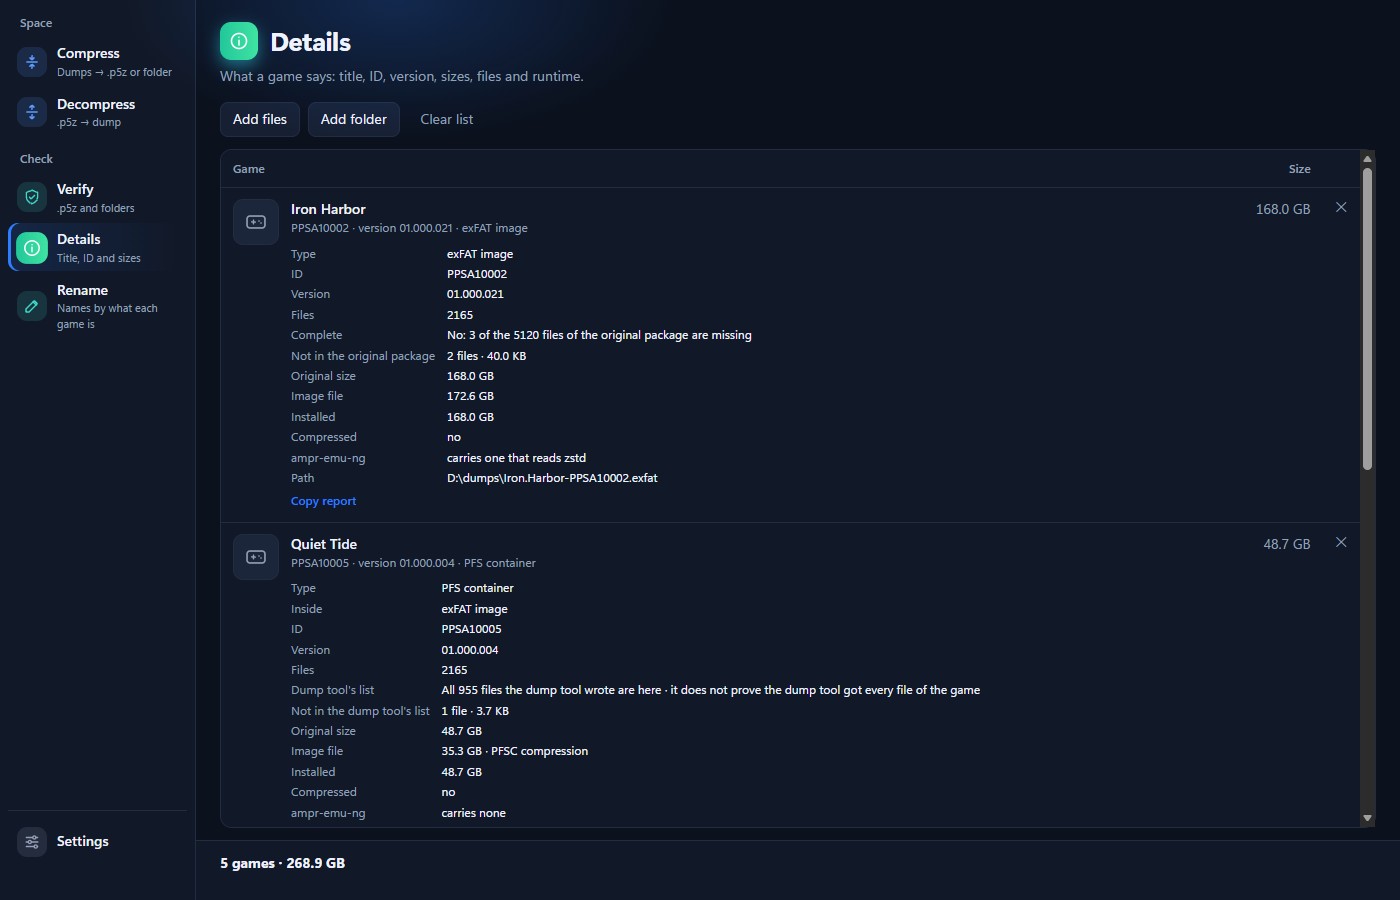 Space
Compress
Dumps → .p5z or folder
Decompress
.p5z → dump
Check
Verify
.p5z and folders
Details
Title, ID and sizes
Rename
Names by what each
game is
Settings
Details
What a game says: title, ID, version, sizes, files and runtime.
Add files Add folder Clear list
Game Size
Iron Harbor 168.0 GB
PPSA10002 · version 01.000.021 · exFAT image
Type exFAT image
ID PPSA10002
Version 01.000.021
Files 2165
Complete No: 3 of the 5120 files of the original package are missing
Not in the original package 2 files · 40.0 KB
Original size 168.0 GB
Image file 172.6 GB
Installed 168.0 GB
Compressed no
ampr-emu-ng carries one that reads zstd
Path D:\dumps\Iron.Harbor-PPSA10002.exfat
Copy report
Quiet Tide 48.7 GB
PPSA10005 · version 01.000.004 · PFS container
Type PFS container
Inside exFAT image
ID PPSA10005
Version 01.000.004
Files 2165
Dump tool's list All 955 files the dump tool wrote are here · it does not prove the dump tool got every file of the game
Not in the dump tool's list 1 file · 3.7 KB
Original size 48.7 GB
Image file 35.3 GB · PFSC compression
Installed 48.7 GB
Compressed no
ampr-emu-ng carries none
5 games · 268.9 GB